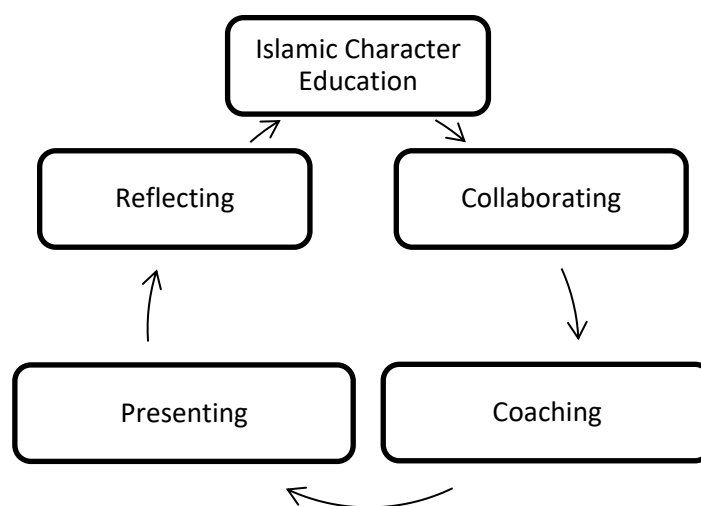 Islamic Character
Education
Reflecting
Collaborating
Presenting
Coaching